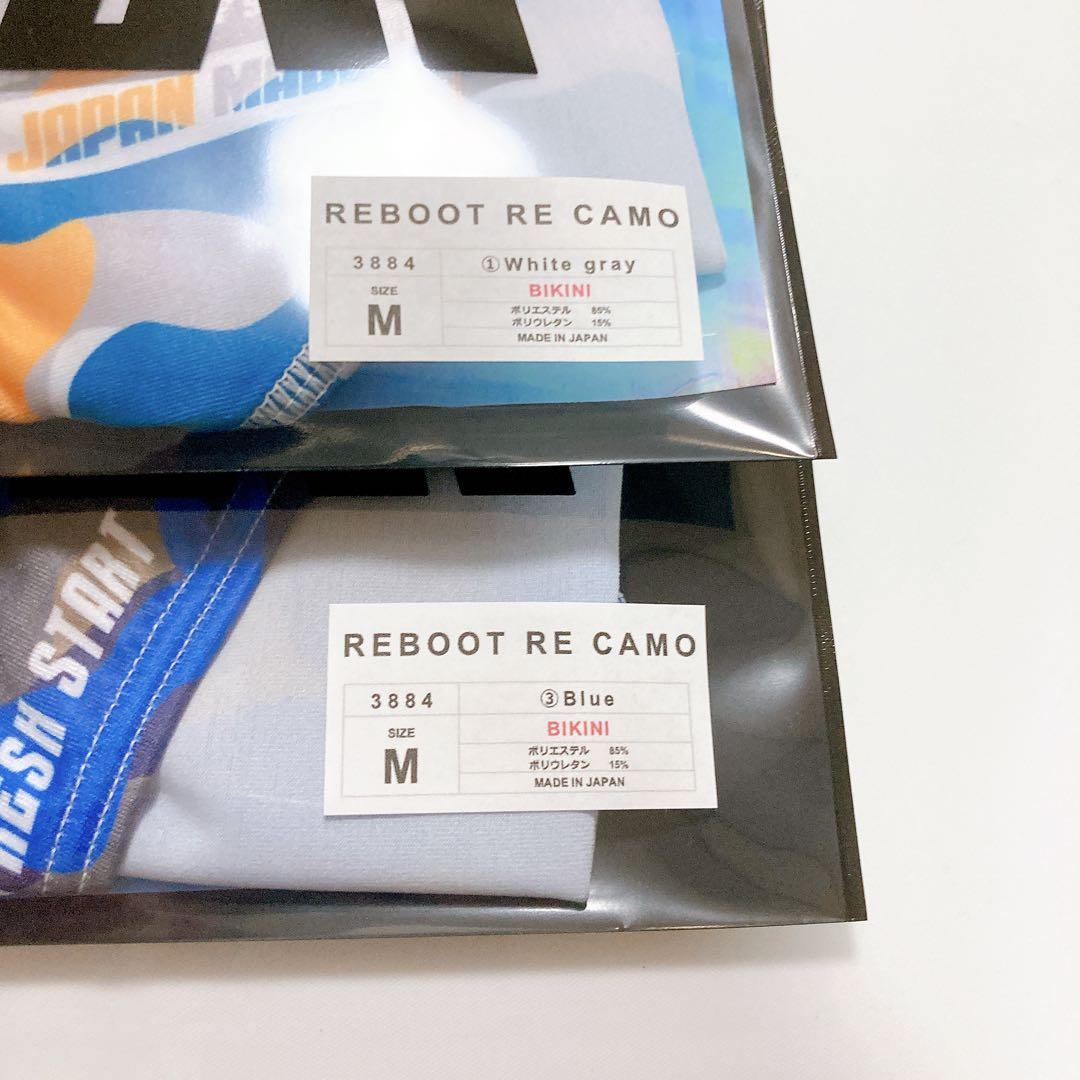 JAPAN MADE
REBOOT RE CAMO
3884 ①White gray
SIZE BIKINI
M ポリエステル 85%
ポリウレタン 15%
MADE IN JAPAN
FRESH START
REBOOT RE CAMO
3884 ③Blue
SIZE BIKINI
M ポリエステル 85%
ポリウレタン 15%
MADE IN JAPAN